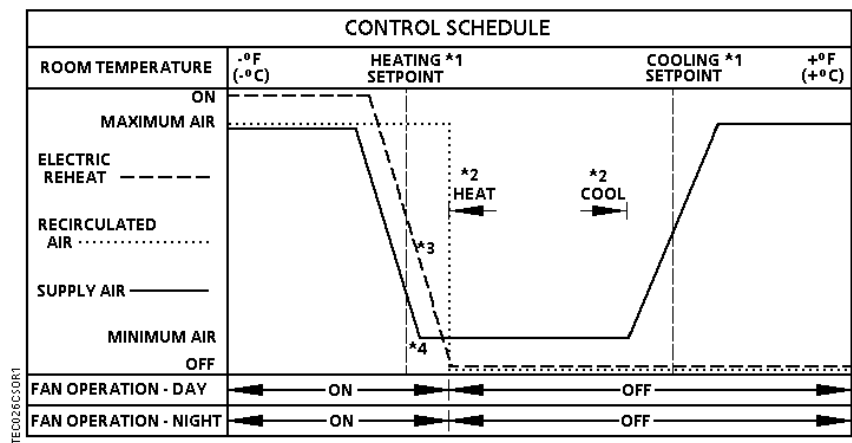 CONTROL SCHEDULE
ROOM TEMPERATURE
-°F
(-°C)
HEATING *1
SETPOINT
COOLING *1
SETPOINT
+°F
(+°C)
ON
MAXIMUM AIR
ELECTRIC
REHEAT
RECIRCULATED
AIR
SUPPLY AIR
MINIMUM AIR
OFF
*2
HEAT
*2
COOL
*3
*4
FAN OPERATION - DAY
ON
OFF
FAN OPERATION - NIGHT
ON
OFF
TEC026CSOR1